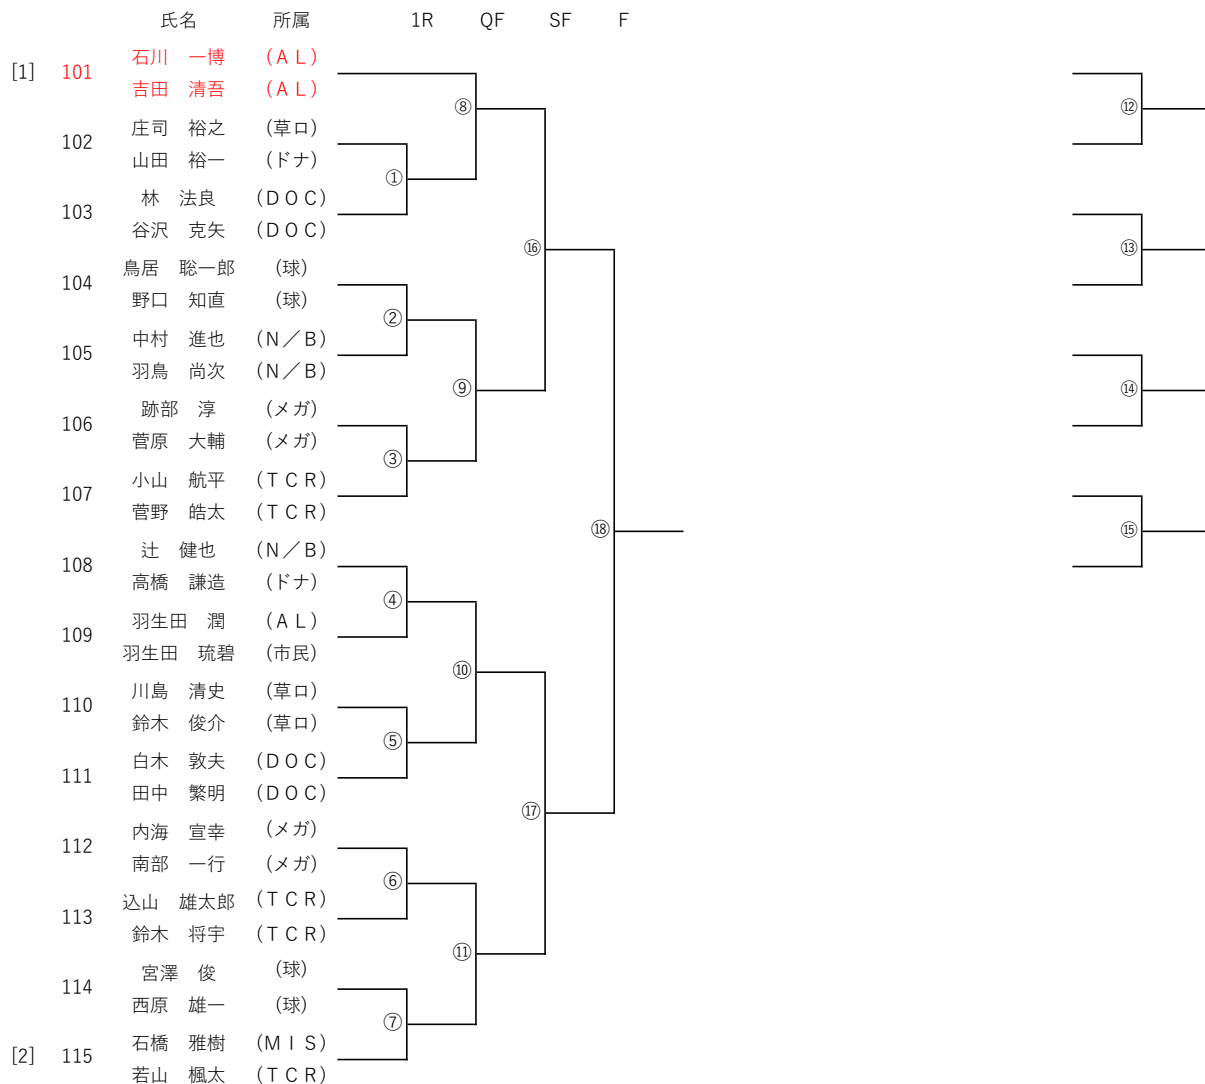 氏名 所属 1R QF SF F
石川 一博 (ＡＬ)
[1] 101
吉田 清吾 (ＡＬ)
⑧ ⑫
庄司 裕之 (草ロ)
102
山田 裕一 (ドナ)
①
林 法良 (ＤＯＣ)
103
谷沢 克矢 (ＤＯＣ)
⑯ ⑬
鳥居 聡一郎 (球)
104
野口 知直 (球)
②
中村 進也 (Ｎ／Ｂ)
105
羽鳥 尚次 (Ｎ／Ｂ)
⑨ ⑭
跡部 淳 (メガ)
106
菅原 大輔 (メガ)
③
小山 航平 (ＴＣＲ)
107
菅野 皓太 (ＴＣＲ)
⑱ ⑮
辻 健也 (Ｎ／Ｂ)
108
高橋 謙造 (ドナ)
④
羽生田 潤 (ＡＬ)
109
羽生田 琉碧 (市民)
⑩
川島 清史 (草ロ)
110
鈴木 俊介 (草ロ)
⑤
白木 敦夫 (ＤＯＣ)
111
田中 繁明 (ＤＯＣ)
⑰
内海 宣幸 (メガ)
112
南部 一行 (メガ)
⑥
込山 雄太郎 (ＴＣＲ)
113
鈴木 将宇 (ＴＣＲ)
⑪
宮澤 俊 (球)
114
西原 雄一 (球)
⑦
石橋 雅樹 (ＭＩＳ)
[2] 115
若山 楓太 (ＴＣＲ)